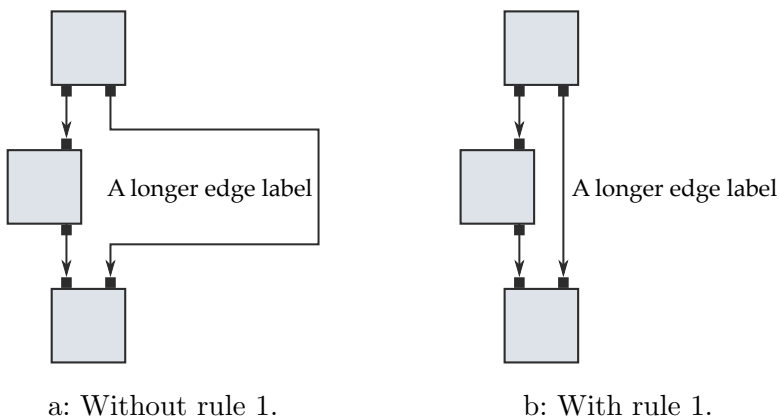 A longer edge label
A longer edge label
a: Without rule 1.
b: With rule 1.